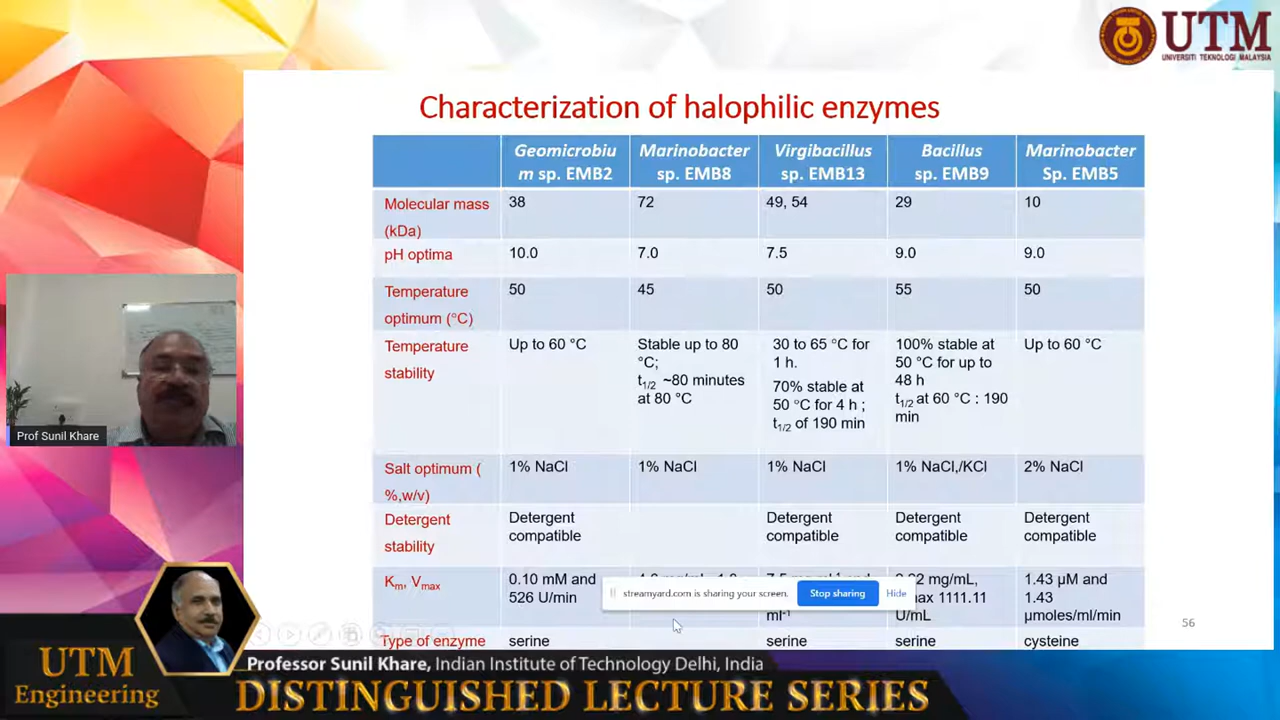 UTM
UNIVERSITI TEKNOLOGI MALAYSIA
Characterization of halophilic enzymes
Geomicrobiu
m sp. EMB2
Marinobacter
sp. EMB8
Virgibacillus
sp. EMB13
Bacillus
sp. EMB9
Marinobacter
Sp. EMB5
Molecular mass
(kDa)
38
72
49, 54
29
10
pH optima
10.0
7.0
7.5
9.0
9.0
Temperature
optimum (°C)
50
45
50
55
50
Temperature
stability
Up to 60 °C
Stable up to 80
°C;
t1/2 ~80 minutes
at 80 °C
30 to 65 °C for
1 h.
70% stable at
50 °C for 4 h ;
t1/2 of 190 min
100% stable at
50 °C for up to
48 h
t1/2 at 60 °C : 190
min
Up to 60 °C
Salt optimum (
%,w/v)
1% NaCl
1% NaCl
1% NaCl
1% NaCl,/KCl
2% NaCl
Detergent
stability
Detergent
compatible
Detergent
compatible
Detergent
compatible
Detergent
compatible
Km, Vmax
0.10 mM and
526 U/min
ml-1
mg/mL,
1111.11
U/mL
1.43 µM and
1.43
µmoles/ml/min
Type of enzyme
serine
serine
serine
cysteine
streamyard.com is sharing your screen.
Stop sharing
Hide
56
Prof Sunil Khare
UTM
Engineering
Professor Sunil Khare, Indian Institute of Technology Delhi, India
DISTINGUISHED LECTURE SERIES